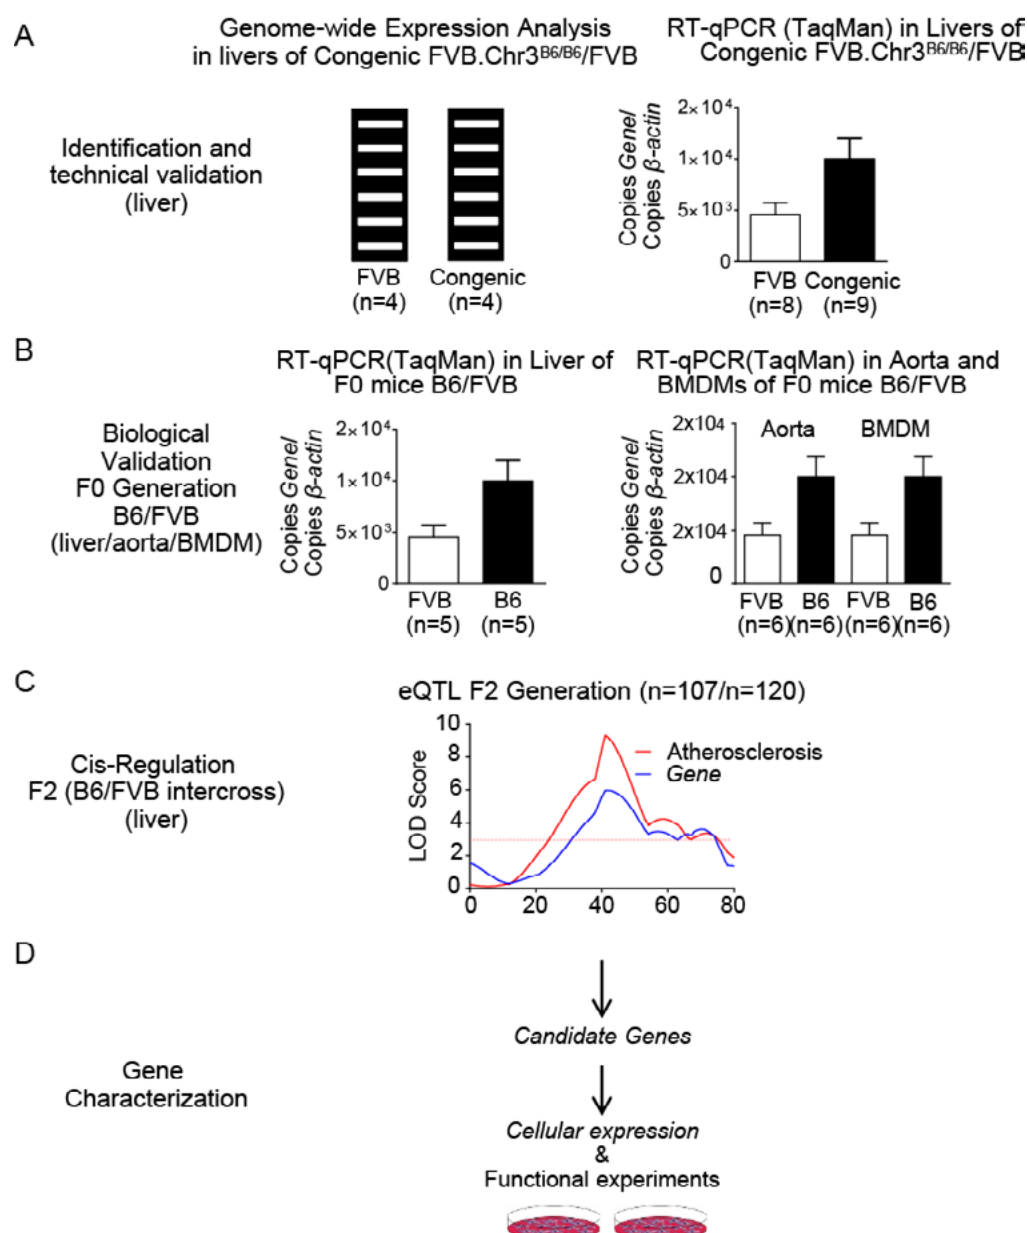 A
Genome-wide Expression Analysis
in livers of Congenic FVB.Chr3B6/B6/FVB
RT-qPCR (TaqMan) in Livers of
Congenic FVB.Chr3B6/B6/FVB:
Identification and
technical validation
(liver)
FVB
(n=4)
Congenic
(n=4)
Copies Gene/
Copies β-actin
2×10⁴
1×10⁴
5×10³
0
FVB
(n=8)
Congenic
(n=9)
B
RT-qPCR(TaqMan) in Liver of
F0 mice B6/FVB
RT-qPCR(TaqMan) in Aorta and
BMDMs of F0 mice B6/FVB
Biological
Validation
F0 Generation
B6/FVB
(liver/aorta/BMDM)
Copies Gene/
Copies β-actin
2×10⁴
1×10⁴
5×10³
0
FVB
(n=5)
B6
(n=5)
Copies Gene/
Copies β-actin
2x10⁴
2x10⁴
2x10⁴
0
Aorta
BMDM
FVB B6 FVB B6
(n=6)(n=6)(n=6)(n=6)
C
eQTL F2 Generation (n=107/n=120)
Cis-Regulation
F2 (B6/FVB intercross)
(liver)
LOD Score
10
8
6
4
2
0
Atherosclerosis
Gene
0 20 40 60 80
D
Gene
Characterization
Candidate Genes
Cellular expression
&
Functional experiments